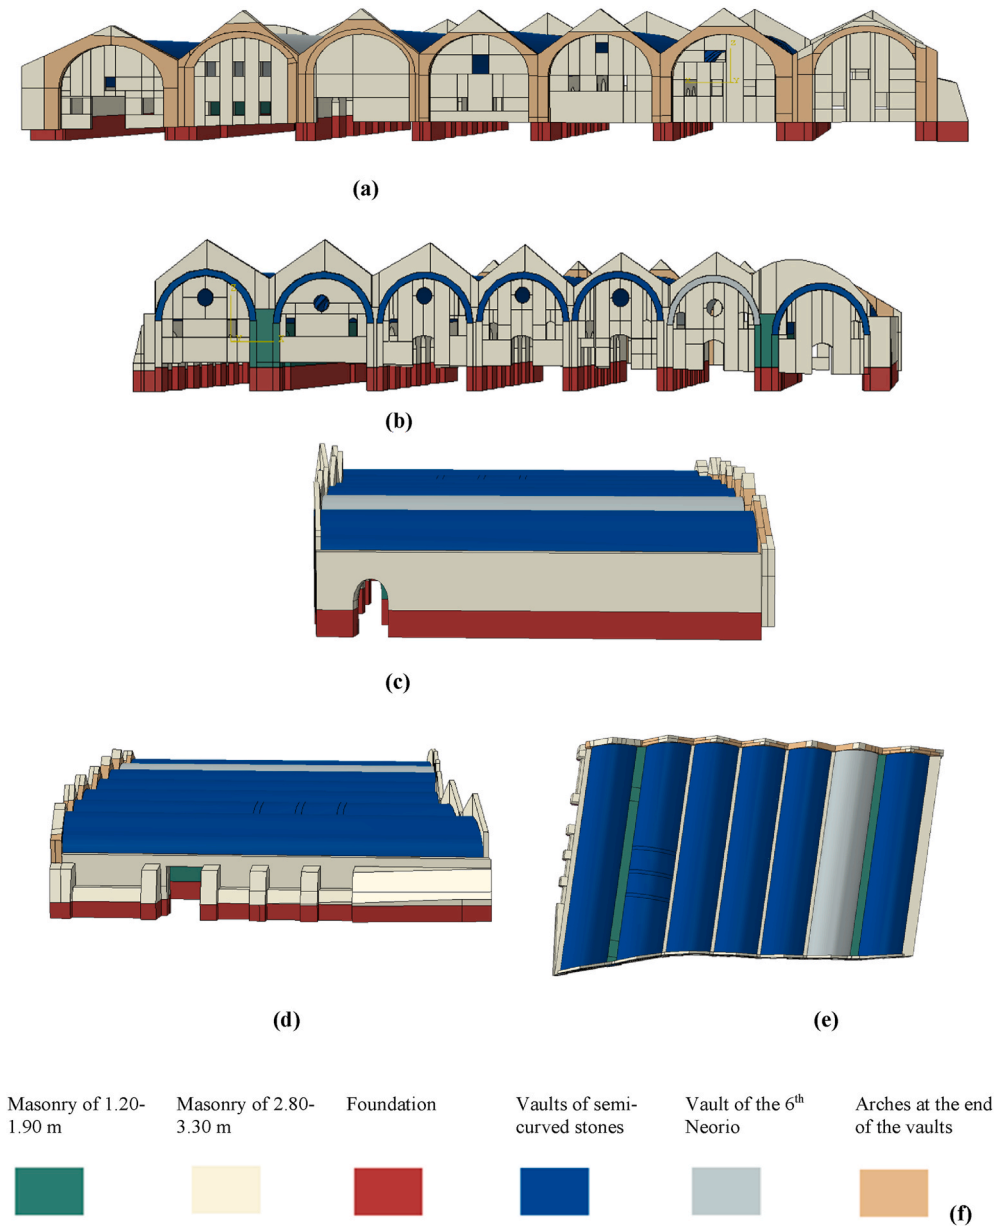 (a)
(b)
(c)
(d)
(e)
Masonry of 1.20-
1.90 m
Masonry of 2.80-
3.30 m
Foundation
Vaults of semi-
curved stones
Vault of the 6th
Neorio
Arches at the end
of the vaults
(f)